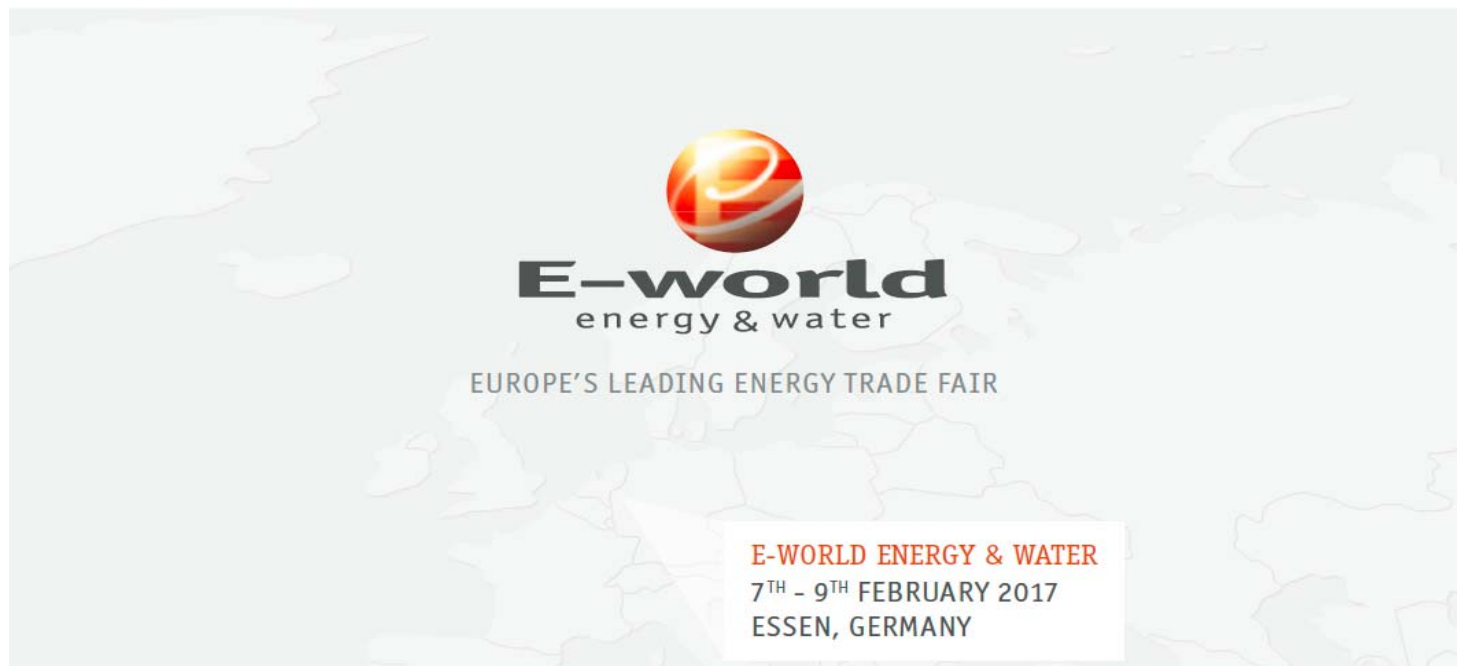 E-world
energy & water
EUROPE'S LEADING ENERGY TRADE FAIR
E-WORLD ENERGY & WATER
7TH - 9TH FEBRUARY 2017
ESSEN, GERMANY